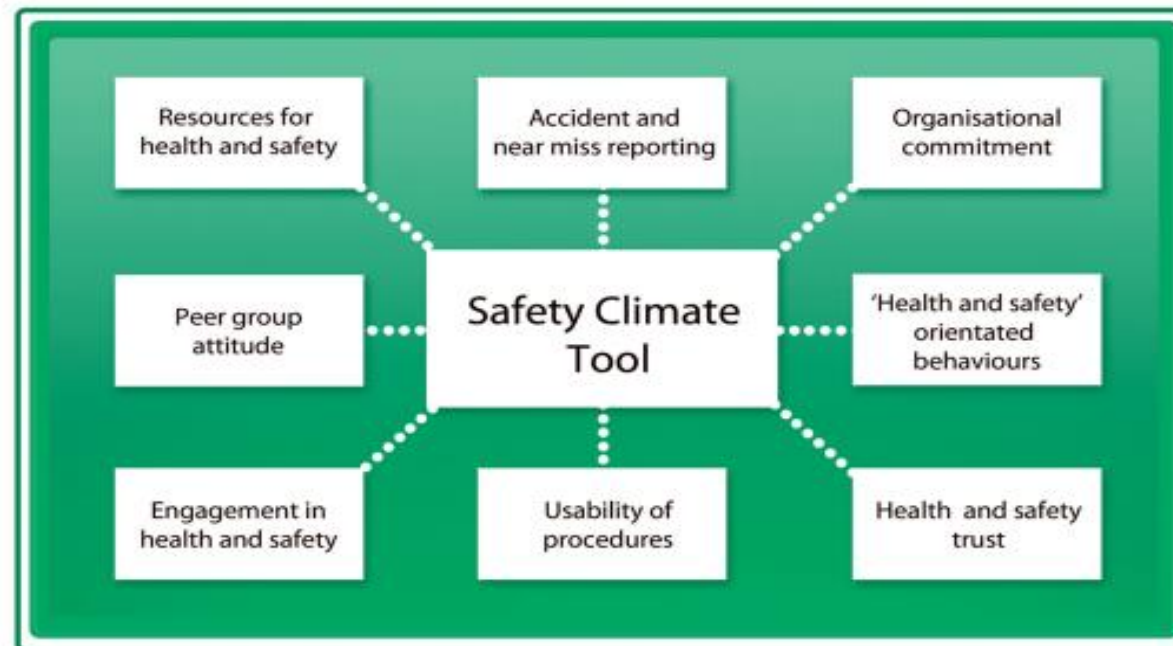 Resources for
health and safety
Accident and
near miss reporting
Organisational
commitment
Peer group
attitude
Safety Climate
Tool
‘Health and safety’
orientated
behaviours
Engagement in
health and safety
Usability of
procedures
Health and safety
trust